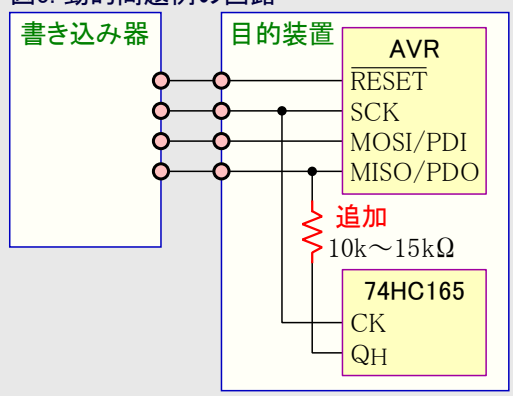 書き込み器
目的装置
AVR
RESET
SCK
MOSI/PDI
MISO/PDO
追加
10k～15kΩ
74HC165
CK
QH